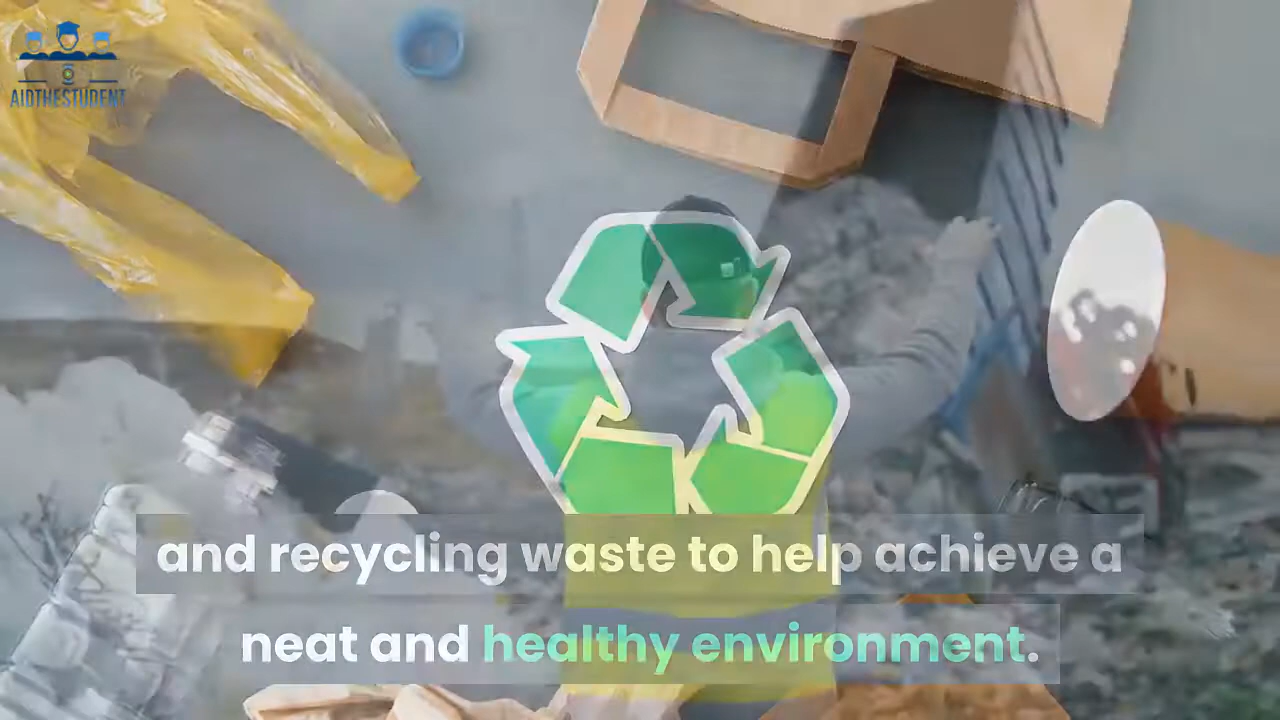 AIDTHESTUDENT
and recycling waste to help achieve a
neat and healthy environment.